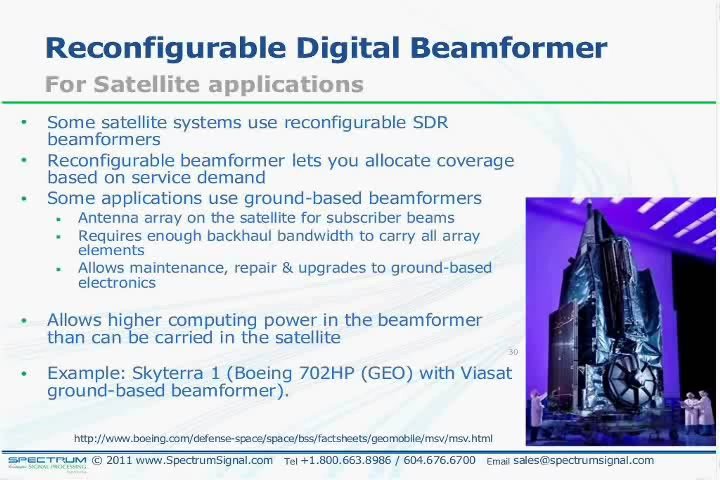 Reconfigurable Digital Beamformer
For Satellite applications
• Some satellite systems use reconfigurable SDR
beamformers
• Reconfigurable beamformer lets you allocate coverage
based on service demand
• Some applications use ground-based beamformers
▪ Antenna array on the satellite for subscriber beams
▪ Requires enough backhaul bandwidth to carry all array
elements
▪ Allows maintenance, repair & upgrades to ground-based
electronics
• Allows higher computing power in the beamformer
than can be carried in the satellite
30
• Example: Skyterra 1 (Boeing 702HP (GEO) with Viasat
ground-based beamformer).
http://www.boeing.com/defense-space/space/bss/factsheets/geomobile/msv/msv.html
SPECTRUM
SIGNAL PROCESSING
© 2011 www.SpectrumSignal.com Tel +1.800.663.8986 / 604.676.6700 Email sales@spectrumsignal.com